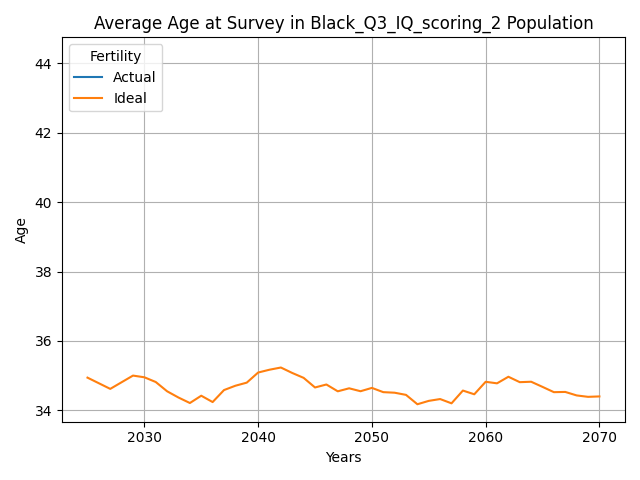 Average Age at Survey in Black_Q3_IQ_scoring_2 Population
Fertility
Actual
Ideal
44
42
40
38
36
34
Age
2030 2040 2050 2060 2070
Years